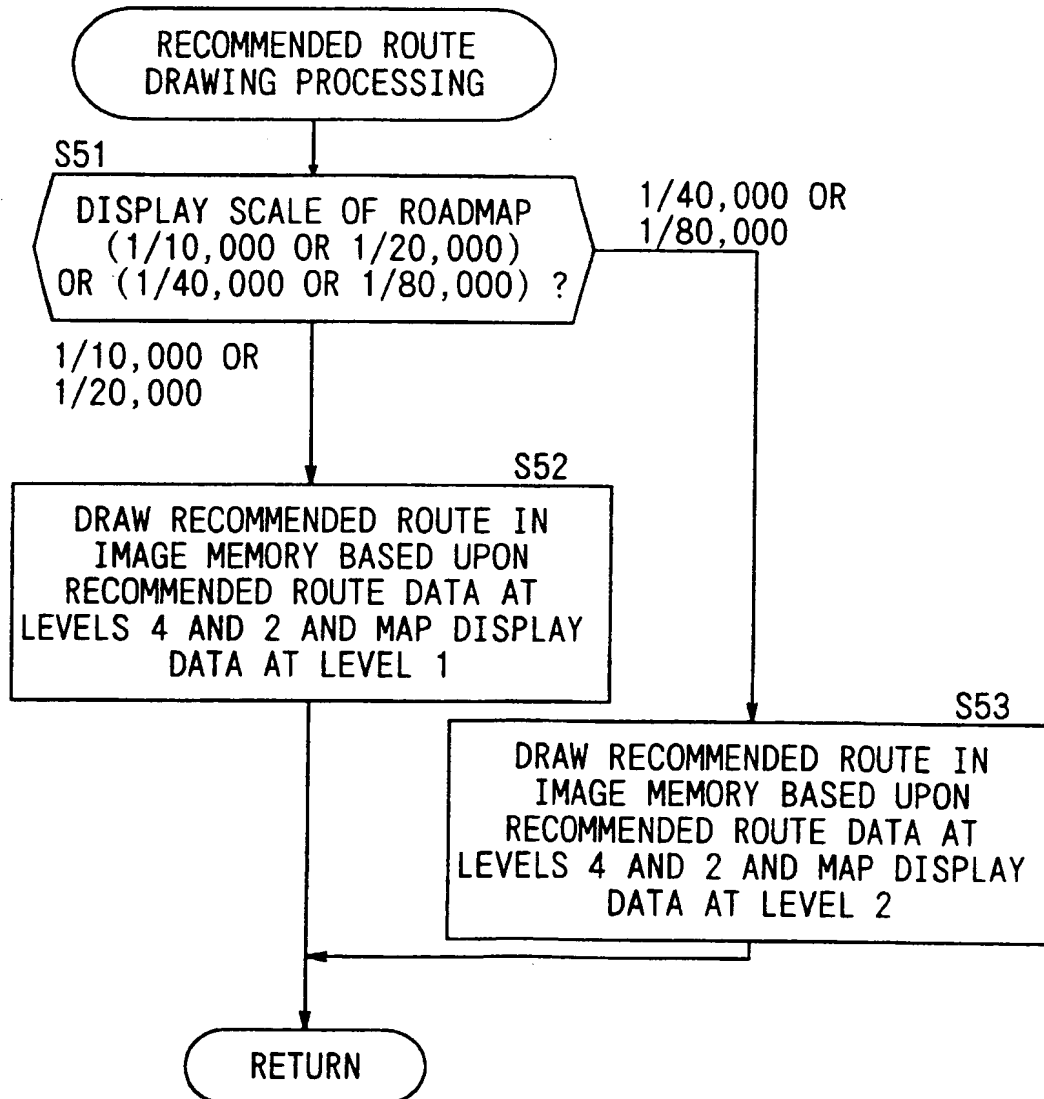 RECOMMENDED ROUTE
DRAWING PROCESSING
S51
DISPLAY SCALE OF ROADMAP
(1/10,000 OR 1/20,000)
OR (1/40,000 OR 1/80,000) ?
1/40,000 OR
1/80,000
1/10,000 OR
1/20,000
S52
DRAW RECOMMENDED ROUTE IN
IMAGE MEMORY BASED UPON
RECOMMENDED ROUTE DATA AT
LEVELS 4 AND 2 AND MAP DISPLAY
DATA AT LEVEL 1
S53
DRAW RECOMMENDED ROUTE IN
IMAGE MEMORY BASED UPON
RECOMMENDED ROUTE DATA AT
LEVELS 4 AND 2 AND MAP DISPLAY
DATA AT LEVEL 2
RETURN